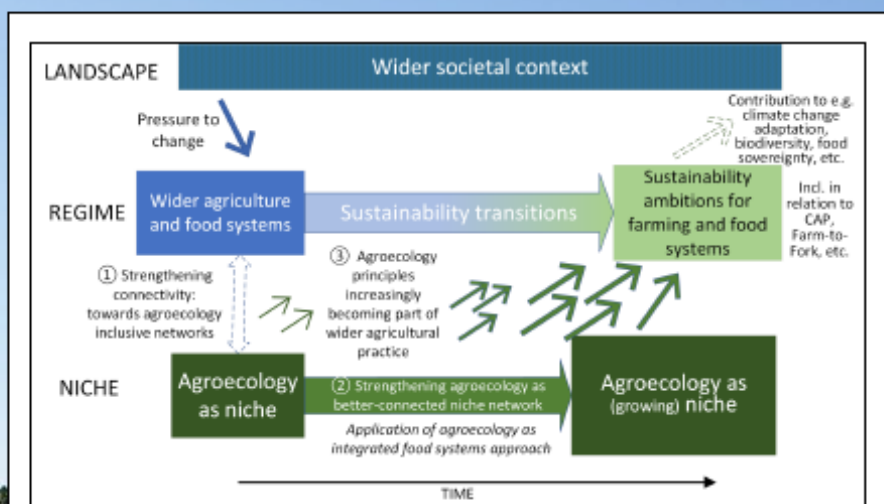 LANDSCAPE
Wider societal context
Pressure to
change
Contribution to e.g.
climate change
adaptation,
biodiversity, food
sovereignty, etc.
REGIME
Wider agriculture
and food systems
Sustainability transitions
Sustainability
ambitions for
farming and food
systems
Incl. in
relation to
CAP,
Farm-to-
Fork, etc.
① Strengthening
connectivity:
towards agroecology
inclusive networks
③ Agroecology
principles
increasingly
becoming part of
wider agricultural
practice
NICHE
Agroecology
as niche
② Strengthening agroecology as
better-connected niche network
Application of agroecology as
integrated food systems approach
Agroecology as
(growing) niche
TIME